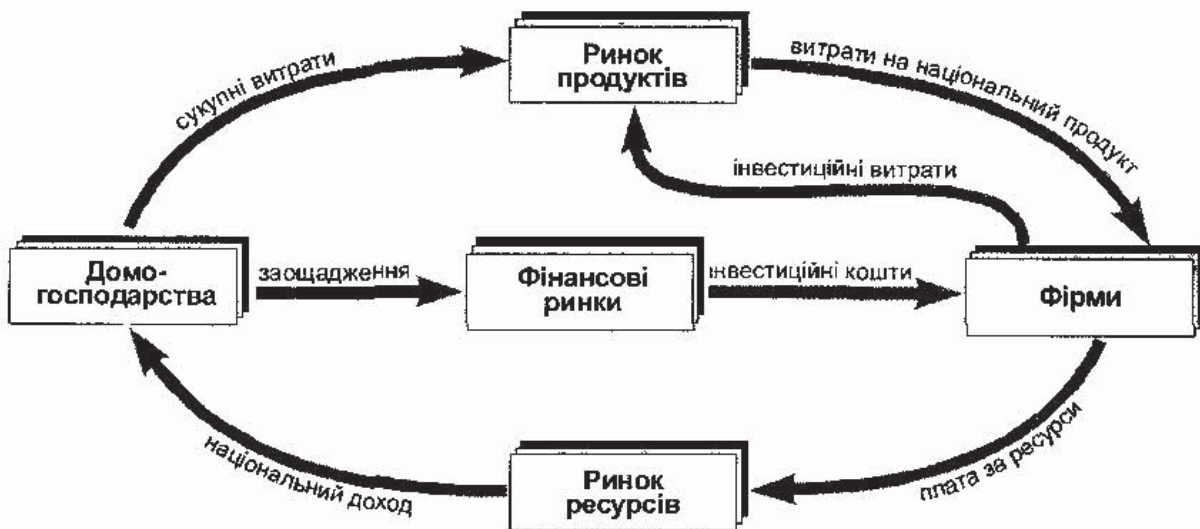 Ринок
продуктів
сукупні витрати
витрати на національний продукт
інвестиційні витрати
Домо-
господарства
заощадження
Фінансові
ринки
інвестиційні кошти
Фірми
національний доход
Ринок
ресурсів
плата за ресурси